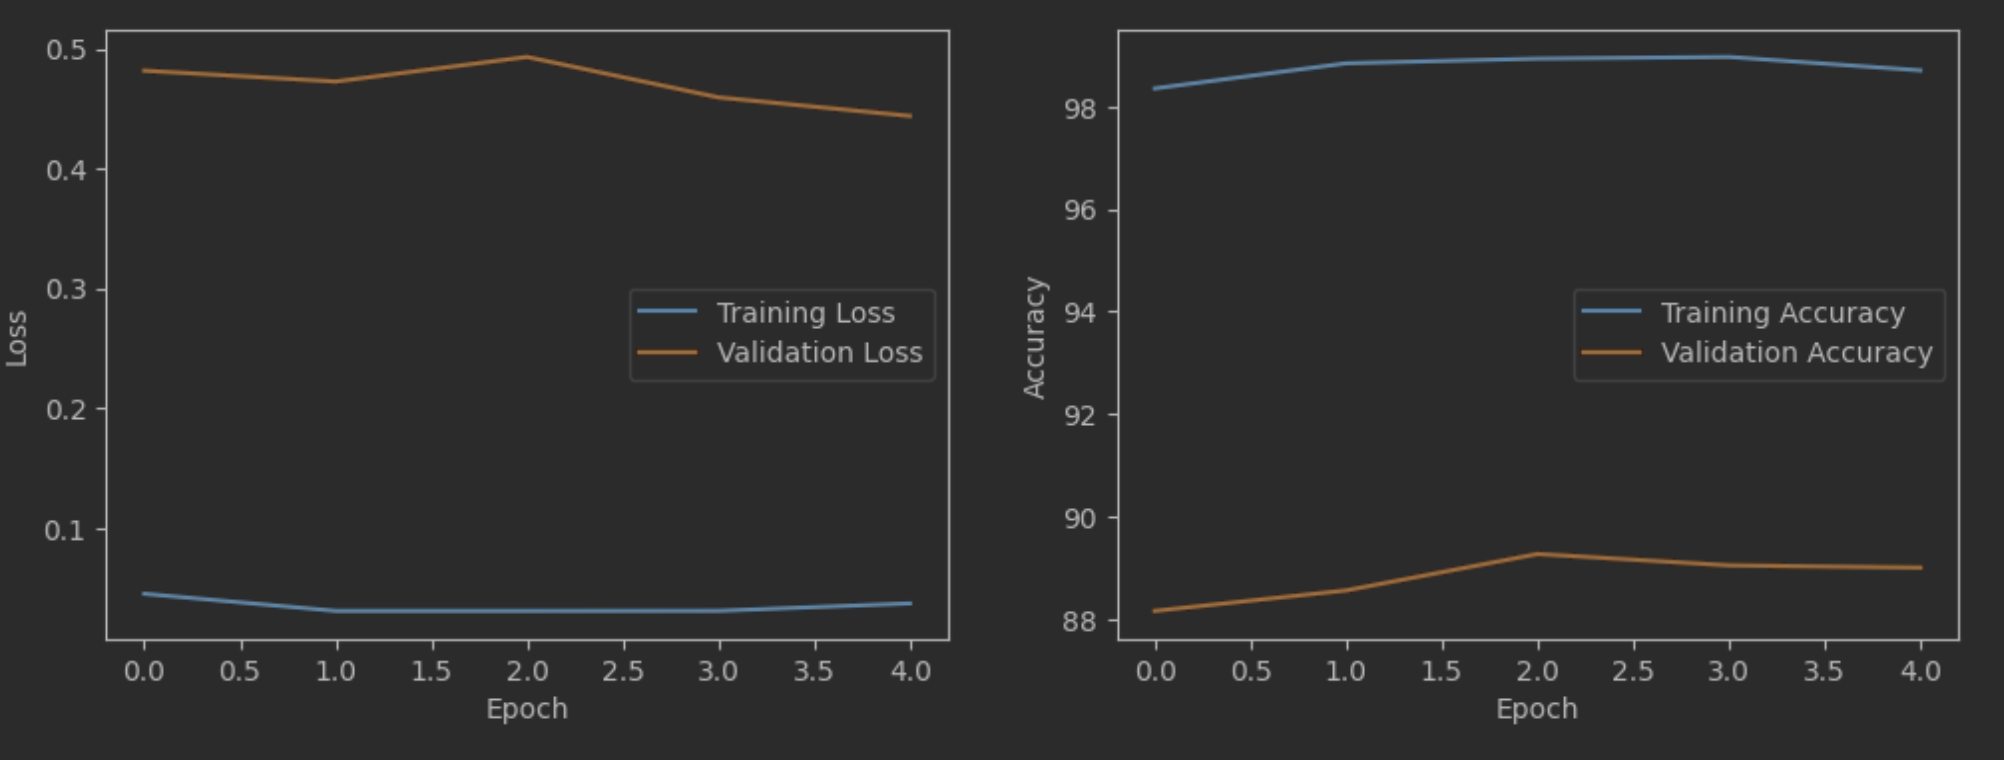 0.5
0.4
0.3
0.2
0.1
Loss
Training Loss
Validation Loss
0.0 0.5 1.0 1.5 2.0 2.5 3.0 3.5 4.0
Epoch
98
96
94
92
90
88
Accuracy
Training Accuracy
Validation Accuracy
0.0 0.5 1.0 1.5 2.0 2.5 3.0 3.5 4.0
Epoch